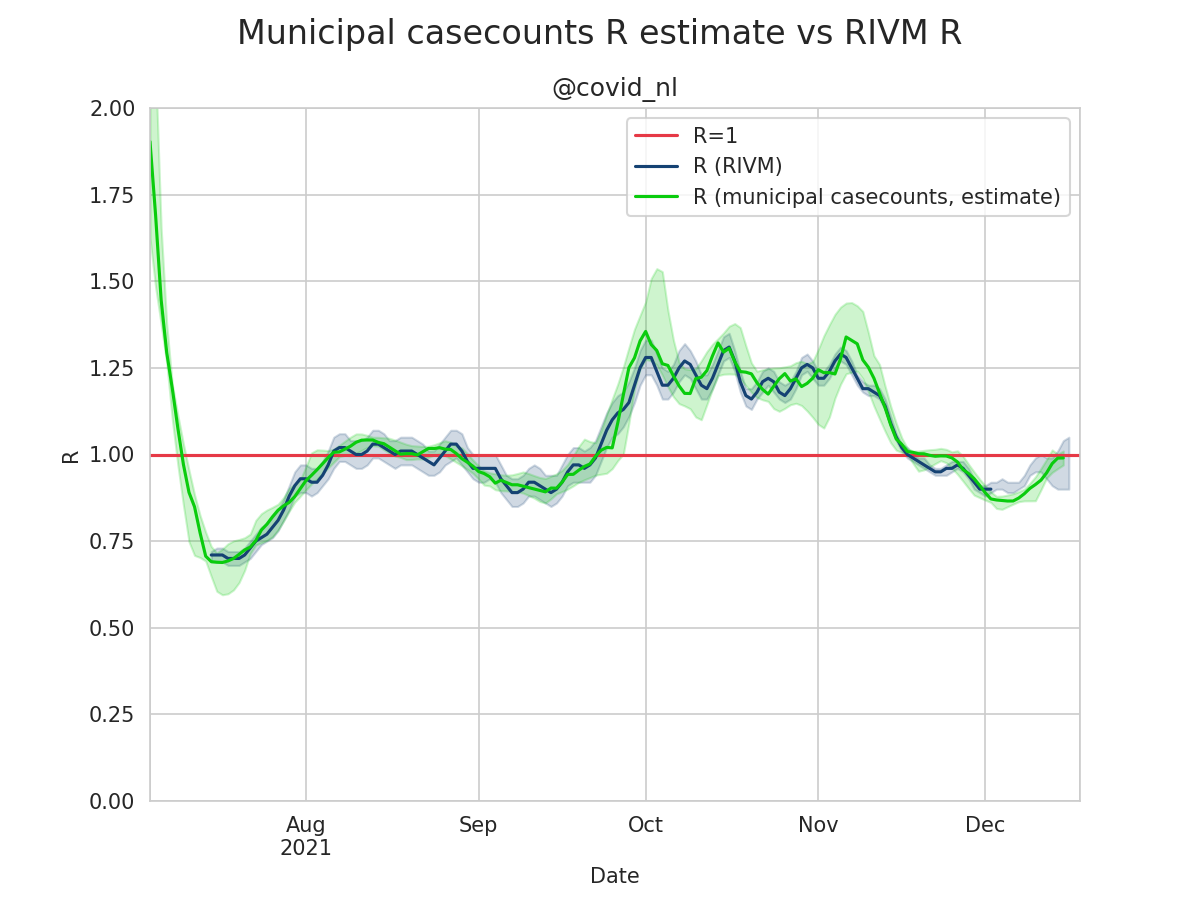 Municipal casecounts R estimate vs RIVM R
@covid_nl
R=1
R (RIVM)
R (municipal casecounts, estimate)
2.00
1.75
1.50
1.25
1.00
0.75
0.50
0.25
0.00
R
Aug
2021
Sep
Oct
Nov
Dec
Date